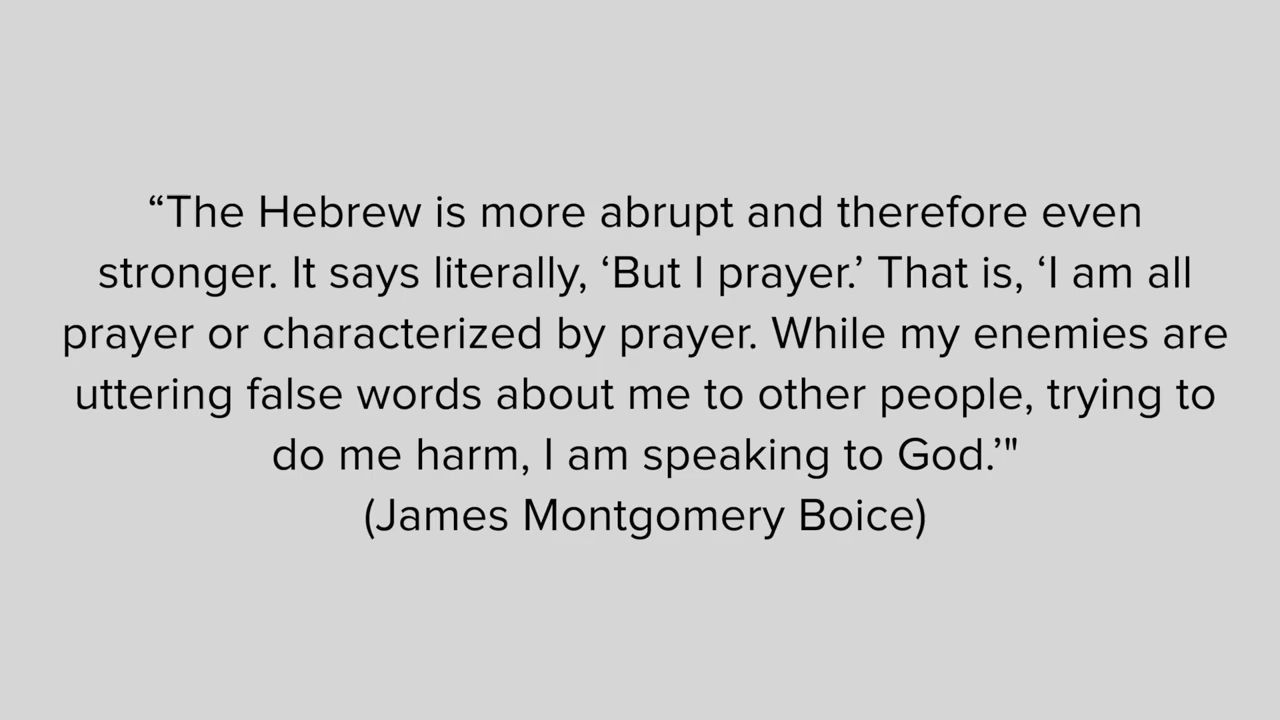 “The Hebrew is more abrupt and therefore even
stronger. It says literally, ‘But I prayer.’ That is, ‘I am all
prayer or characterized by prayer. While my enemies are
uttering false words about me to other people, trying to
do me harm, I am speaking to God.’"
(James Montgomery Boice)